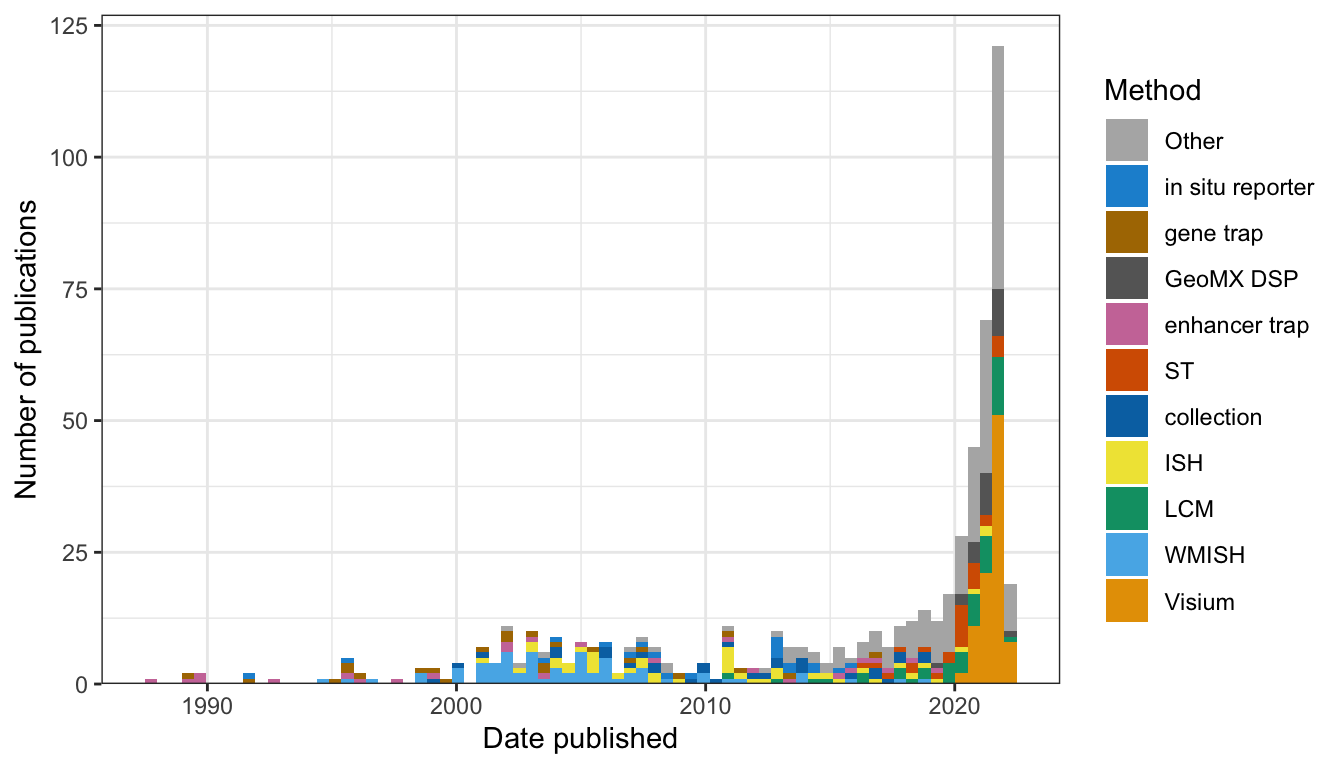 125
100
75
50
25
0
Number of publications
1990
2000
2010
2020
Date published
Method
Other
in situ reporter
gene trap
GeoMX DSP
enhancer trap
ST
collection
ISH
LCM
WMISH
Visium